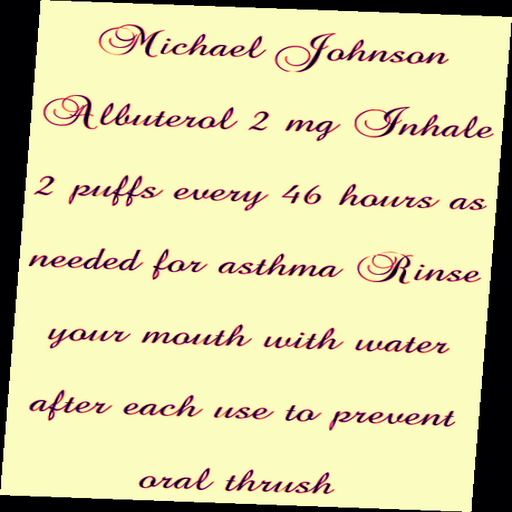 Michael Johnson
Albuterol 2 mg Inhale
2 puffs every 46 hours as
needed for asthma Rinse
your mouth with water
after each use to prevent
oral thrush